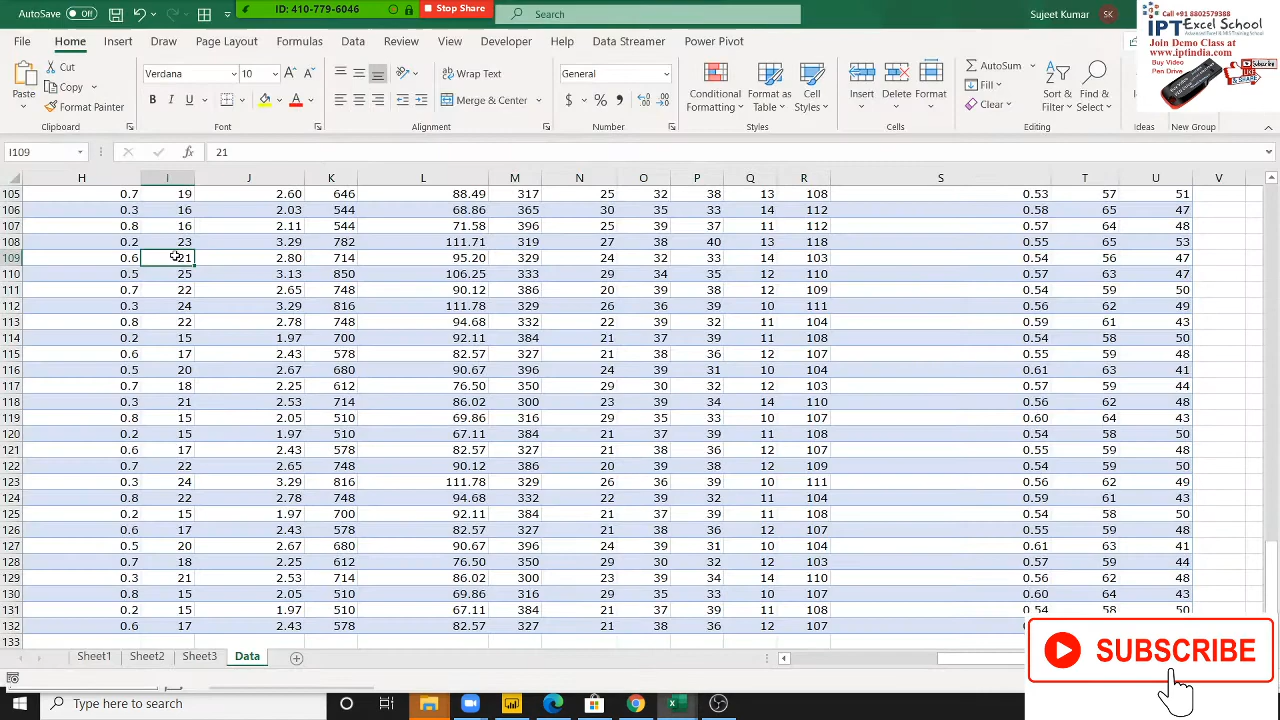 AutoSave Off
ID: 410-779-6046
Stop Share
Search
Sujeet Kumar
SK
Call +91 8802579388
IPT Excel School
Advanced Excel & MIS Training School
Join Demo Class at
www.iptindia.com
Buy Video
Pen Drive
File Home Insert Draw Page Layout Formulas Data Review View Developer Help Data Streamer Power Pivot
Paste
Cut
Copy
Format Painter
Clipboard
Verdana 10
B I U
Font
Wrap Text
Merge & Center
Alignment
General
$ % 9
Number
Conditional Formatting
Format as Table
Cell Styles
Styles
Insert Delete Format
Cells
AutoSum
Fill
Clear
Sort & Filter
Find & Select
Editing
Ideas
New Group
I109 fx 21
H I J K L M N O P Q R S T U V
105 0.7 19 2.60 646 88.49 317 25 32 38 13 108 0.53 57 51
106 0.3 16 2.03 544 68.86 365 30 35 33 14 112 0.58 65 47
107 0.8 16 2.11 544 71.58 396 25 39 37 11 112 0.57 64 48
108 0.2 23 3.29 782 111.71 319 27 38 40 13 118 0.55 65 53
109 0.6 21 2.80 714 95.20 329 24 32 33 14 103 0.54 56 47
110 0.5 25 3.13 850 106.25 333 29 34 35 12 110 0.57 63 47
111 0.7 22 2.65 748 90.12 386 20 39 38 12 109 0.54 59 50
112 0.3 24 3.29 816 111.78 329 26 36 39 10 111 0.56 62 49
113 0.8 22 2.78 748 94.68 332 22 39 32 11 104 0.59 61 43
114 0.2 15 1.97 700 92.11 384 21 37 39 11 108 0.54 58 50
115 0.6 17 2.43 578 82.57 327 21 38 36 12 107 0.55 59 48
116 0.5 20 2.67 680 90.67 396 24 39 31 10 104 0.61 63 41
117 0.7 18 2.25 612 76.50 350 29 30 32 12 103 0.57 59 44
118 0.3 21 2.53 714 86.02 300 23 39 34 14 110 0.56 62 48
119 0.8 15 2.05 510 69.86 316 29 35 33 10 107 0.60 64 43
120 0.2 15 1.97 510 67.11 384 21 37 39 11 108 0.54 58 50
121 0.6 17 2.43 578 82.57 327 21 38 36 12 107 0.55 59 48
122 0.7 22 2.65 748 90.12 386 20 39 38 12 109 0.54 59 50
123 0.3 24 3.29 816 111.78 329 26 36 39 10 111 0.56 62 49
124 0.8 22 2.78 748 94.68 332 22 39 32 11 104 0.59 61 43
125 0.2 15 1.97 700 92.11 384 21 37 39 11 108 0.54 58 50
126 0.6 17 2.43 578 82.57 327 21 38 36 12 107 0.55 59 48
127 0.5 20 2.67 680 90.67 396 24 39 31 10 104 0.61 63 41
128 0.7 18 2.25 612 76.50 350 29 30 32 12 103 0.57 59 44
129 0.3 21 2.53 714 86.02 300 23 39 34 14 110 0.56 62 48
130 0.8 15 2.05 510 69.86 316 29 35 33 10 107 0.60 64 43
131 0.2 15 1.97 510 67.11 384 21 37 39 11 108 0.54 58 50
132 0.6 17 2.43 578 82.57 327 21 38 36 12 107
133
SUBSCRIBE
Sheet1 Sheet2 Sheet3 Data
Type here to search